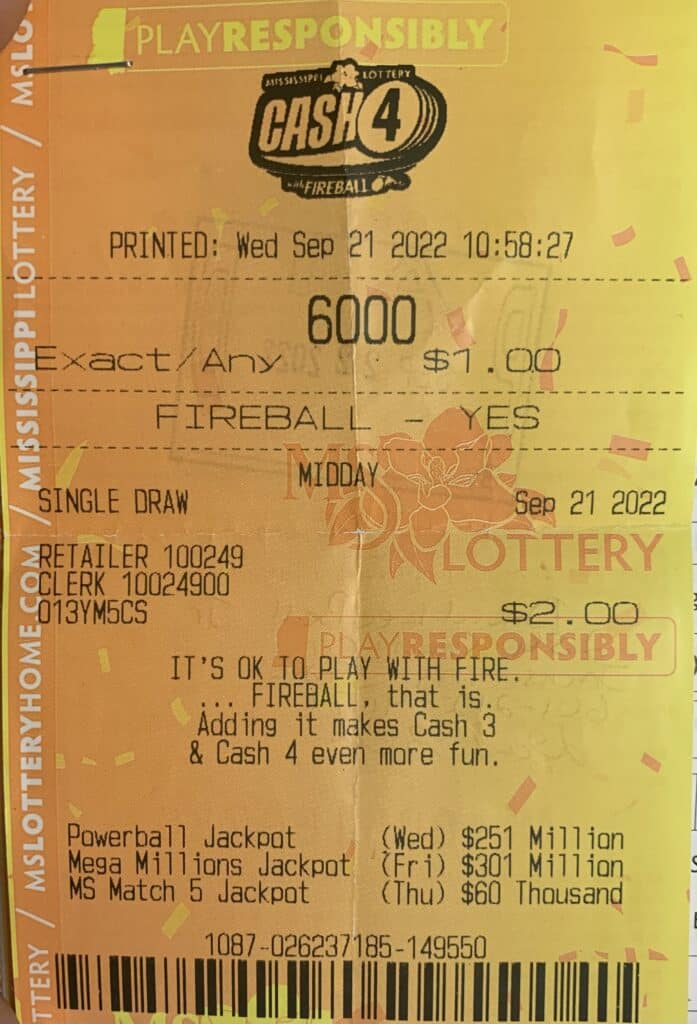 PLAYRESPONSIBLY
MISSISSIPPI LOTTERY
CASH 4
with FIREBALL
PRINTED: Wed Sep 21 2022 10:58:27
6000
Exact/Any $1.00
FIREBALL - YES
MIDDAY
SINGLE DRAW Sep 21 2022
MS LOTTERY
RETAILER 100249
CLERK 10024900
013YM5CS $2.00
PLAYRESPONSIBLY
IT'S OK TO PLAY WITH FIRE.
... FIREBALL, that is.
Adding it makes Cash 3
& Cash 4 even more fun.
Powerball Jackpot (Wed) $251 Million
Mega Millions Jackpot (Fri) $301 Million
MS Match 5 Jackpot (Thu) $60 Thousand
1087-026237185-149550
TTERY / MSLOTTERYHOME.COM / MISSISSIPPI LOTTERY / MSLO